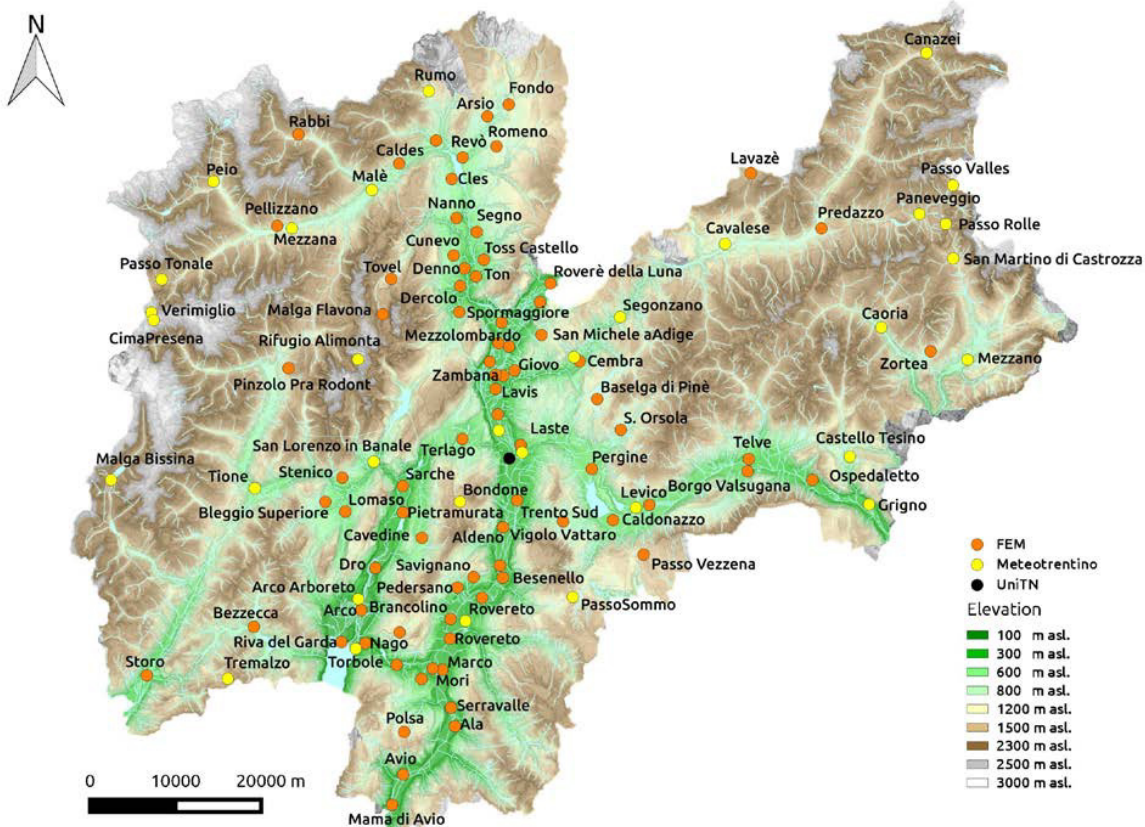 N
Canazei
Rumo
Fondo
Arsio
Rabbi
Revò
Romeno
Caldes
Lavazè
Peio
Malè
Cles
Passo Valles
Paneveggio
Pellizzano
Nanno
Segno
Predazzo
Mezzana
Cavalese
Passo Rolle
Cunevo
Toss Castello
Passo Tonale
Tovel
Denno
Ton
Roverè della Luna
San Martino di Castrozza
Dercolo
Verimiglio
Malga Flavona
Spormaggiore
Segonzano
CimaPresena
Rifugio Alimonta
Mezzolombardo
San Michele aAdige
Caoria
Zortea
Mezzano
Pinzolo Pra Rodont
Zambana
Giovo
Cembra
Lavis
Baselga di Pinè
S. Orsola
San Lorenzo in Banale
Terlago
Laste
Telve
Castello Tesino
Malga Bissina
Tione
Stenico
Sarche
Pergine
Ospedaletto
Lomaso
Bondone
Levico
Borgo Valsugana
Bleggio Superiore
Pietramurata
Trento Sud
Caldonazzo
Grigno
Cavedine
Aldeno
Vigolo Vattaro
Dro
Savignano
Besenello
Passo Vezzena
Arco Arboreto
Pedersano
Bezzecca
Arco
Brancolino
Rovereto
PassoSommo
Riva del Garda
Nago
Rovereto
Storo
Tremalzo
Torbole
Marco
Mori
Serravalle
Polsa
Ala
Avio
Mama di Avio
0 10000 20000 m
FEM
Meteotrentino
UniTN
Elevation
100 m asl.
300 m asl.
600 m asl.
800 m asl.
1200 m asl.
1500 m asl.
2300 m asl.
2500 m asl.
3000 m asl.